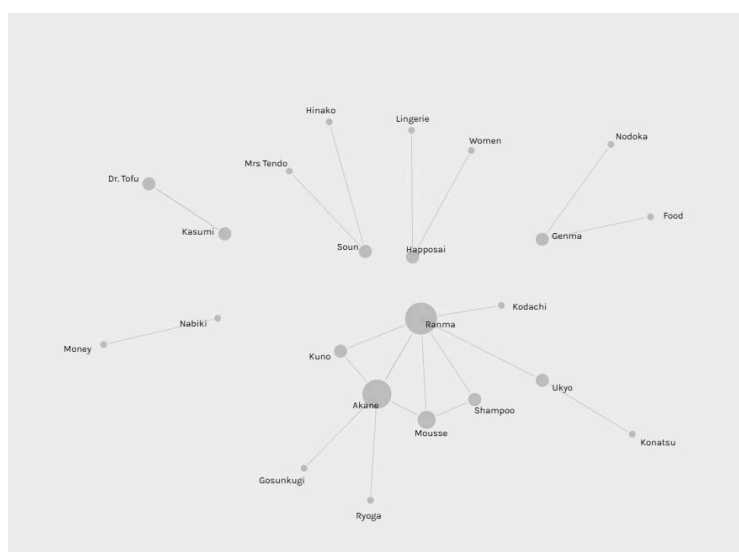 Hinako
Lingerie
Women
Nodoka
Mrs Tendo
Dr. Tofu
Food
Kasumi
Soun
Happosai
Genma
Kodachi
Nabiki
Ranma
Money
Kuno
Ukyo
Akane
Shampoo
Mousse
Konatsu
Gosunkugi
Ryoga